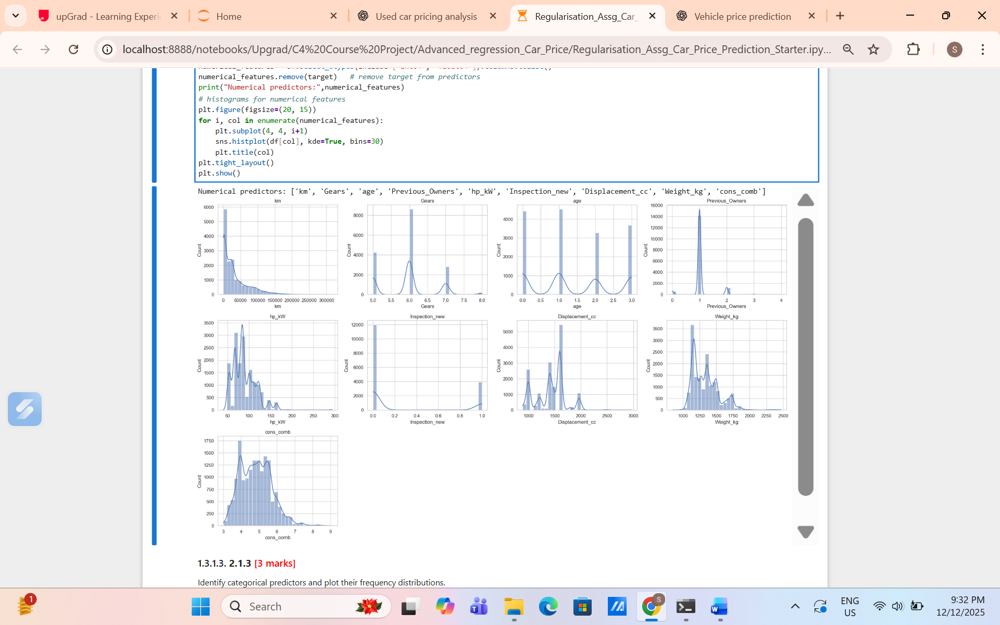 upGrad - Learning Experi
Home
Used car pricing analysis
Regularisation_Assg_Car_
Vehicle price prediction
localhost:8888/notebooks/Upgrad/C4%20Course%20Project/Advanced_regression_Car_Price/Regularisation_Assg_Car_Price_Prediction_Starter.ipy...
S
numerical_features.remove(target)   # remove target from predictors
print("Numerical predictors:",numerical_features)
# histograms for numerical features
plt.figure(figsize=(20, 15))
for i, col in enumerate(numerical_features):
    plt.subplot(4, 4, i+1)
    sns.histplot(df[col], kde=True, bins=30)
    plt.title(col)
plt.tight_layout()
plt.show()
Numerical predictors: ['km', 'Gears', 'age', 'Previous_Owners', 'hp_kW', 'Inspection_new', 'Displacement_cc', 'Weight_kg', 'cons_comb']
km
6000
5000
4000
3000
2000
1000
0
Count
0 50000 100000 150000 200000 250000 300000
km
Gears
8000
6000
4000
2000
0
Count
5.0 5.5 6.0 6.5 7.0 7.5 8.0
Gears
age
4000
3000
2000
1000
0
Count
0.0 0.5 1.0 1.5 2.0 2.5 3.0
age
Previous_Owners
16000
14000
12000
10000
8000
6000
4000
2000
0
Count
0 1 2 3 4
Previous_Owners
hp_kW
3500
3000
2500
2000
1500
1000
500
0
Count
50 100 150 200 250 300
hp_kW
Inspection_new
12000
10000
8000
6000
4000
2000
0
Count
0.0 0.2 0.4 0.6 0.8 1.0
Inspection_new
Displacement_cc
5000
4000
3000
2000
1000
0
Count
1000 1500 2000 2500 3000
Displacement_cc
Weight_kg
3500
3000
2500
2000
1500
1000
500
0
Count
1000 1250 1500 1750 2000 2250 2500
Weight_kg
cons_comb
1750
1500
1250
1000
750
500
250
0
Count
3 4 5 6 7 8 9
cons_comb
1.3.1.3. 2.1.3 [3 marks]
Identify categorical predictors and plot their frequency distributions.
1
Search
S
ENG
US
9:32 PM
12/12/2025